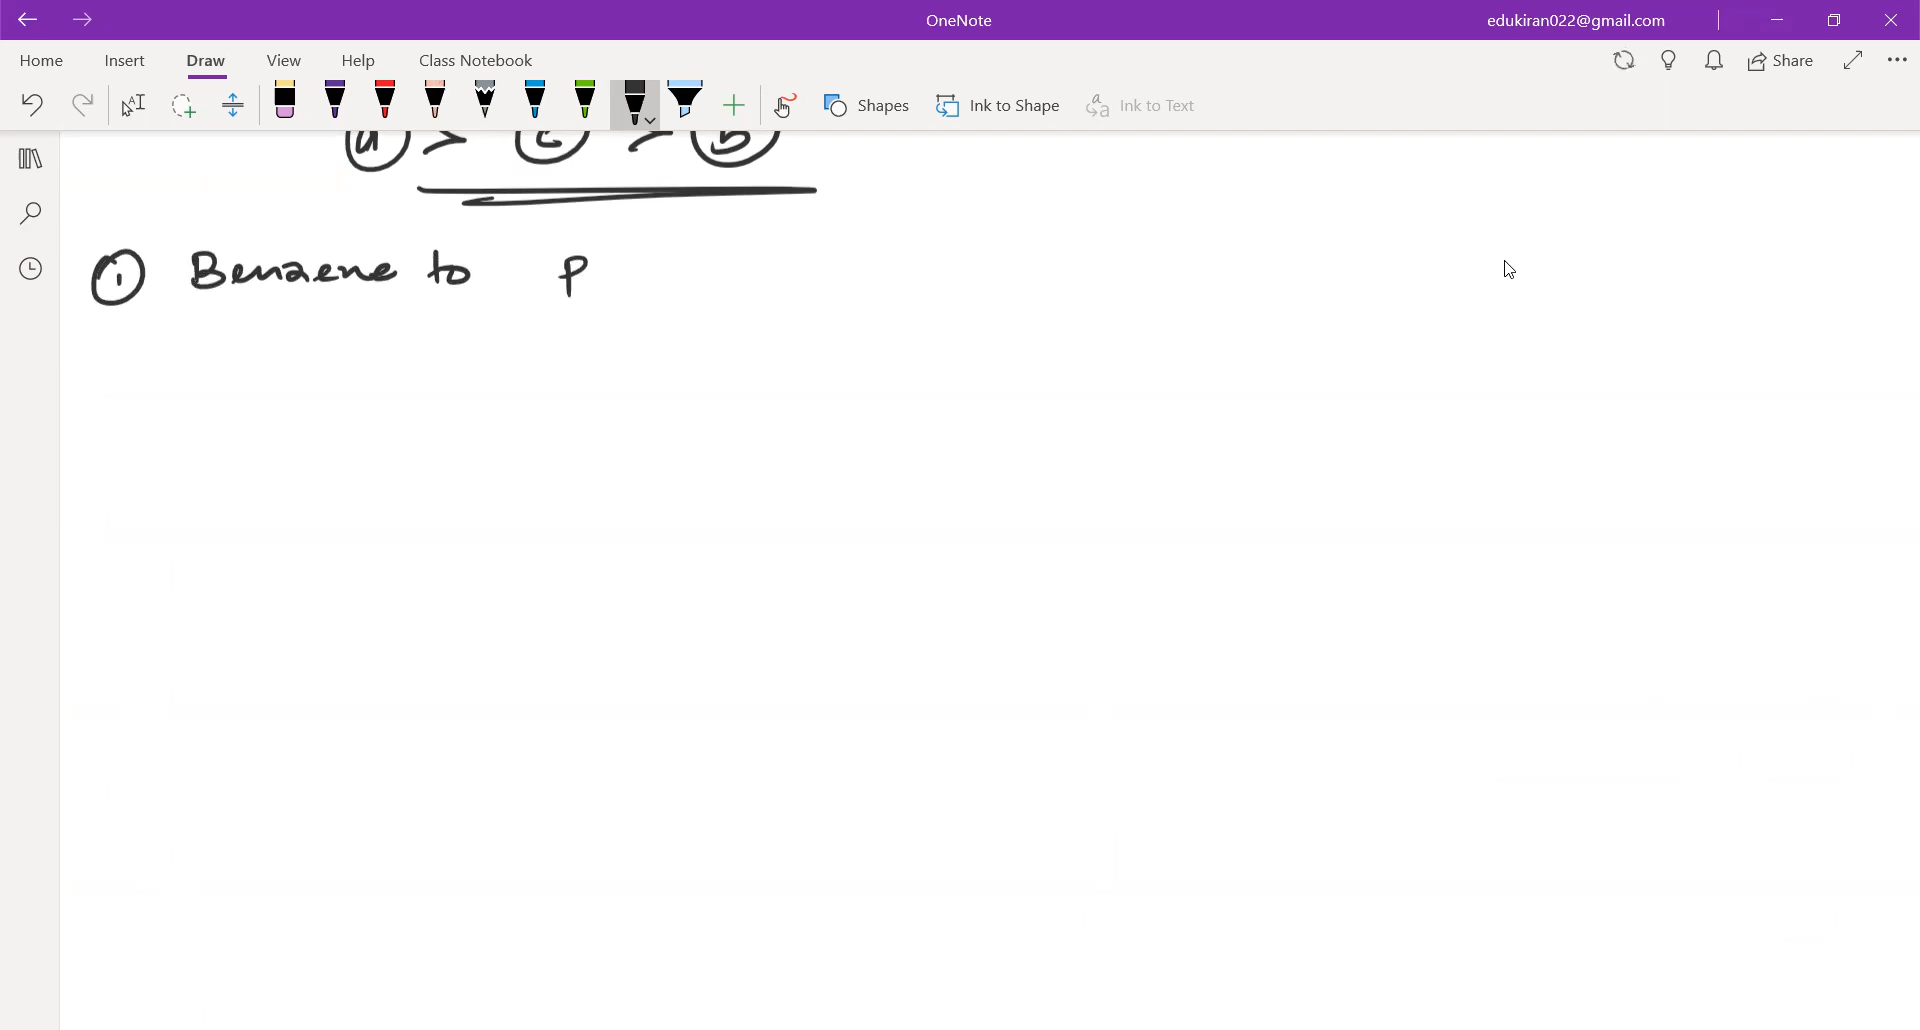 OneNote
edukiran022@gmail.com
Home Insert Draw View Help Class Notebook Share
Shapes Ink to Shape Ink to Text
a > c > b
① Benzene to P